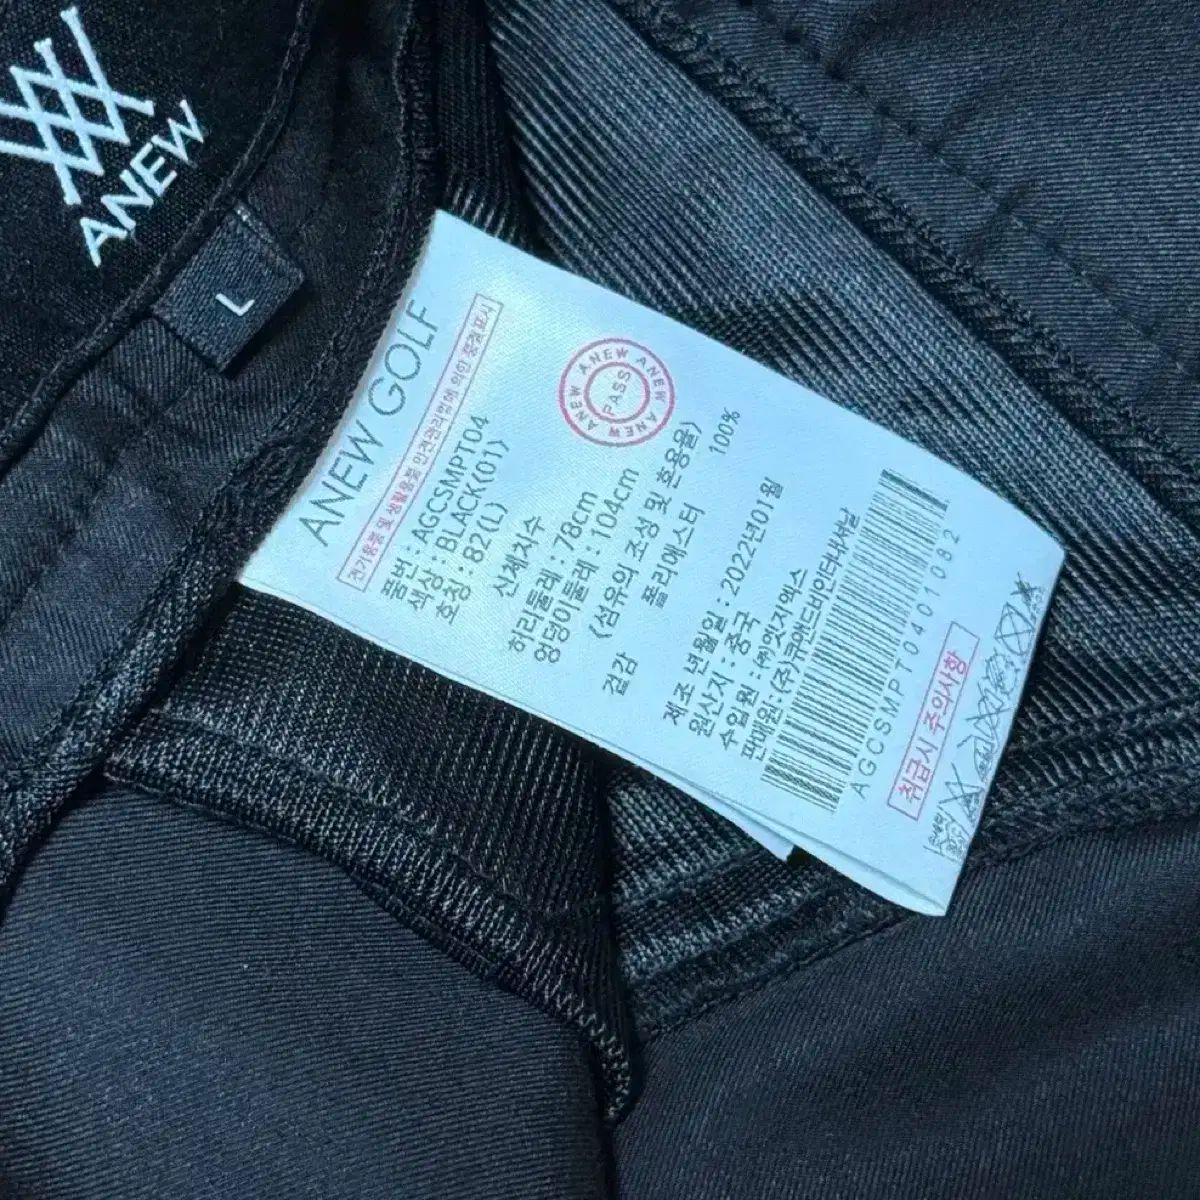 ANEW
L
ANEW GOLF
전기용품 및 생활용품 안전관리법에 의한 품질표시
품번 : AGCSMPT04
색상 : BLACK(01)
호칭 : 82(L)
신체치수
허리둘레 : 78cm
엉덩이둘레 : 104cm
(섬유의 조성 및 혼용율)
겉감 폴리에스터 100%
ANEW ANEW ANEW ANEW
PASS
제조 년월일 : 2022년01월
원산지 : 중국
수입원 : ㈜엣지엑스
판매원: (주)큐앤드비인터내셔날
AGCSMPT0401082
취급시 주의사항